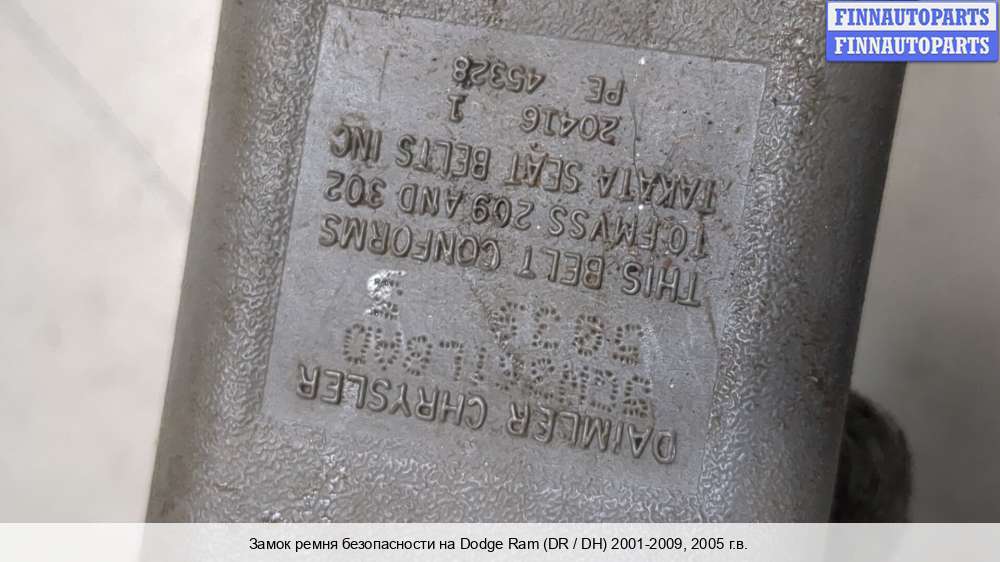 FINNAUTOPARTS
FINNAUTOPARTS
DAIMLER CHRYSLER
THIS BELT CONFORMS
TO FMVSS 209 AND 302
TAKATA SEAT BELTS INC
20416 1
PE 45328
Замок ремня безопасности на Dodge Ram (DR / DH) 2001-2009, 2005 г.в.